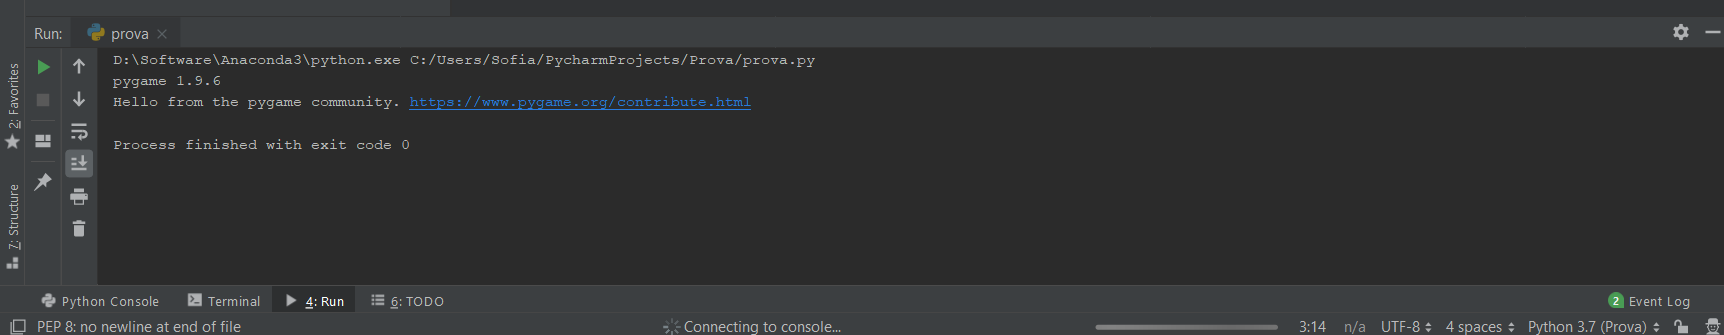 Run: prova
D:\Software\Anaconda3\python.exe C:/Users/Sofia/PycharmProjects/Prova/prova.py
pygame 1.9.6
Hello from the pygame community. https://www.pygame.org/contribute.html
Process finished with exit code 0
2: Favorites
7: Structure
Python Console Terminal 4: Run 6: TODO 2 Event Log
PEP 8: no newline at end of file Connecting to console... 3:14 n/a UTF-8 4 spaces Python 3.7 (Prova)